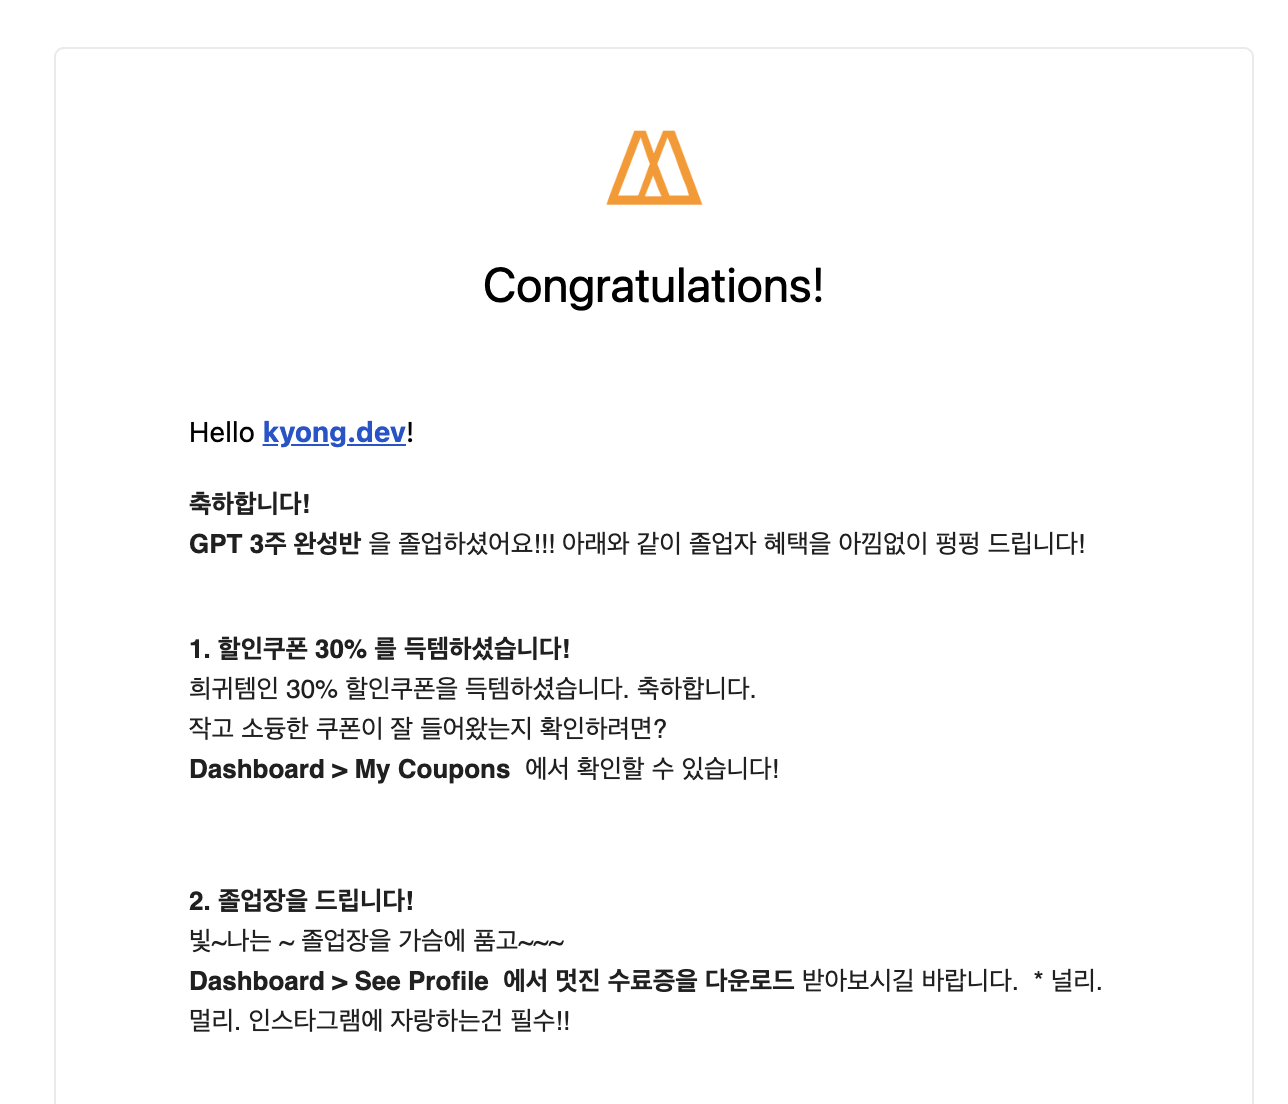 Congratulations!
Hello kyong.dev!
축하합니다!
GPT 3주 완성반 을 졸업하셨어요!!! 아래와 같이 졸업자 혜택을 아낌없이 펑펑 드립니다!
1. 할인쿠폰 30% 를 득템하셨습니다!
희귀템인 30% 할인쿠폰을 득템하셨습니다. 축하합니다.
작고 소듕한 쿠폰이 잘 들어왔는지 확인하려면?
Dashboard > My Coupons 에서 확인할 수 있습니다!
2. 졸업장을 드립니다!
빛~나는 ~ 졸업장을 가슴에 품고~~~
Dashboard > See Profile 에서 멋진 수료증을 다운로드 받아보시길 바랍니다. * 널리.
멀리. 인스타그램에 자랑하는건 필수!!